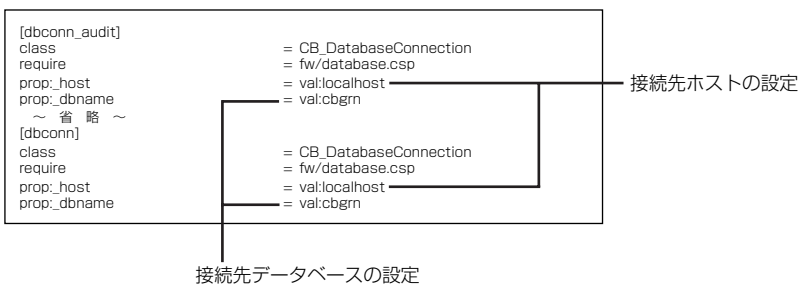 [dbconn_audit]
class = CB_DatabaseConnection
require = fw/database.csp
prop:_host = val:localhost 接続先ホストの設定
prop:_dbname = val:cbgrn
～ 省 略 ～
[dbconn]
class = CB_DatabaseConnection
require = fw/database.csp
prop:_host = val:localhost
prop:_dbname = val:cbgrn
接続先データベースの設定